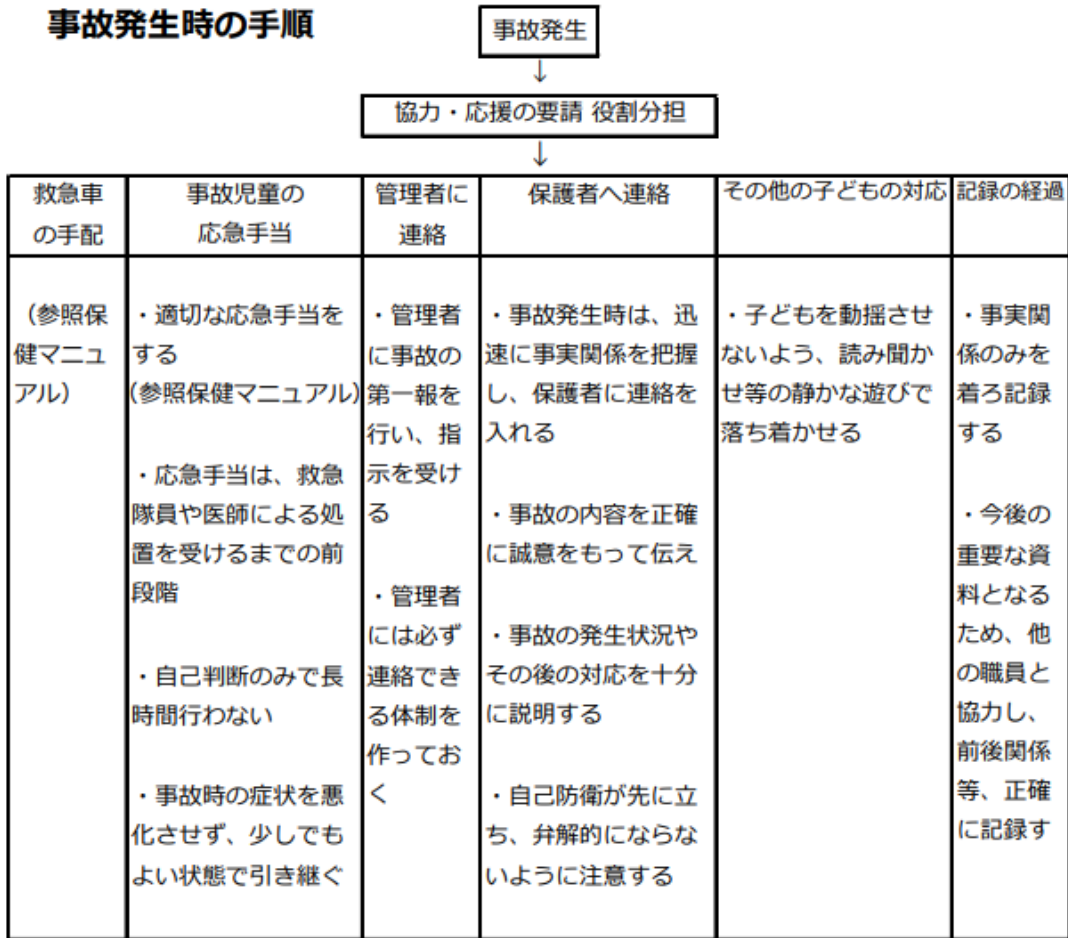 事故発生時の手順
事故発生
↓
協力・応援の要請 役割分担
↓
救急車
の手配
事故児童の
応急手当
管理者に
連絡
保護者へ連絡
その他の子どもの対応
記録の経過
（参照保
健マニュ
アル）
・適切な応急手当を
する
（参照保健マニュアル）
・応急手当は、救急
隊員や医師による処
置を受けるまでの前
段階
・自己判断のみで長
時間行わない
・事故時の症状を悪
化させず、少しでも
よい状態で引き継ぐ
・管理者
に事故の
第一報を
行い、指
示を受け
る
・管理者
には必ず
連絡でき
る体制を
作ってお
く
・事故発生時は、迅
速に事実関係を把握
し、保護者に連絡を
入れる
・事故の内容を正確
に誠意をもって伝え
・事故の発生状況や
その後の対応を十分
に説明する
・自己防衛が先に立
ち、弁解的にならな
いように注意する
・子どもを動揺させ
ないよう、読み聞か
せ等の静かな遊びで
落ち着かせる
・事実関
係のみを
着ろ記録
する
・今後の
重要な資
料となる
ため、他
の職員と
協力し、
前後関係
等、正確
に記録す